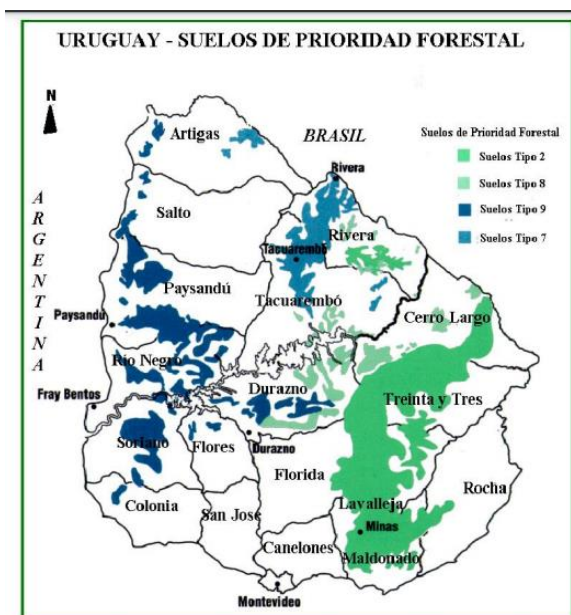 URUGUAY - SUELOS DE PRIORIDAD FORESTAL
N
Artigas
BRASIL
Suelos de Prioridad Forestal
Suelos Tipo 2
Suelos Tipo 8
Suelos Tipo 9
Suelos Tipo 7
ARGENTINA
Rivera
Salto
Rivera
Tacuarembó
Paysandú
Tacuarembó
Paysandú
Cerro Largo
Río Negro
Durazno
Treinta y Tres
Fray Bentos
Soriano
Flores
Durazno
Florida
Rocha
Lavalleja
Colonia
San José
Minas
Canelones
Maldonado
Montevideo